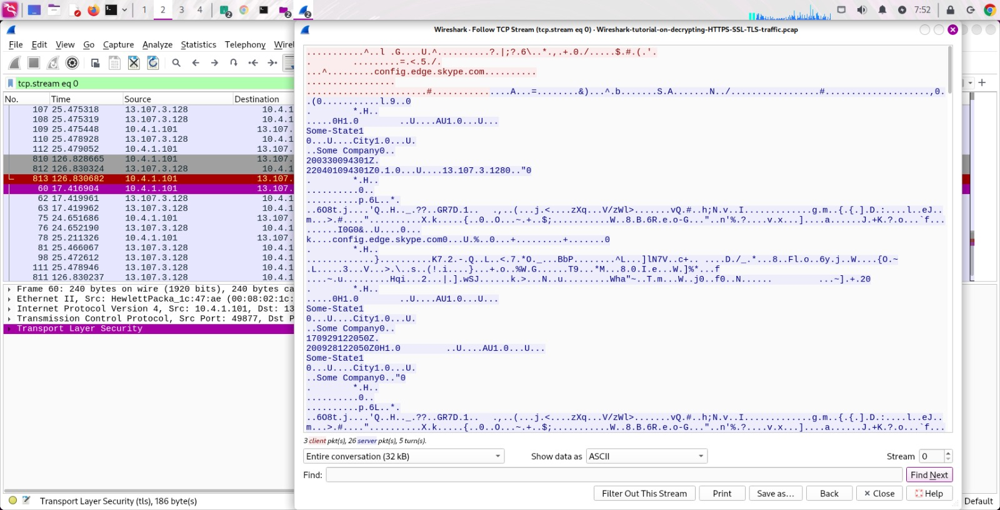 1 2 3 4 2 2 2 7:52
Wireshark · Follow TCP Stream (tcp.stream eq 0) · Wireshark-tutorial-on-decrypting-HTTPS-SSL-TLS-traffic.pcap
File Edit View Go Capture Analyze Statistics Telephony Wirel
tcp.stream eq 0
No. Time Source Destination
107 25.475318 13.107.3.128 10.4.1
108 25.475319 13.107.3.128 10.4.1
109 25.475448 10.4.1.101 13.107.
110 25.478928 13.107.3.128 10.4.1
112 25.479052 10.4.1.101 13.107.
810 126.828665 10.4.1.101 13.107.
812 126.830324 13.107.3.128 10.4.1
813 126.830682 10.4.1.101 13.107.
60 17.416904 10.4.1.101 13.107.
62 17.419961 13.107.3.128 10.4.1
63 17.419962 13.107.3.128 10.4.1
75 24.651686 10.4.1.101 13.107.
76 24.652190 13.107.3.128 10.4.1
78 25.211326 10.4.1.101 13.107.
81 25.466067 13.107.3.128 10.4.1
98 25.472612 13.107.3.128 10.4.1
111 25.478946 13.107.3.128 10.4.1
811 126.830237 13.107.3.128 10.4.1
Frame 60: 240 bytes on wire (1920 bits), 240 bytes ca
Ethernet II, Src: HewlettPacka_1c:47:ae (00:08:02:1c:
Internet Protocol Version 4, Src: 10.4.1.101, Dst: 13
Transmission Control Protocol, Src Port: 49877, Dst P
Transport Layer Security
Transport Layer Security (tls), 186 byte(s)
...........^..l .G....U.^..........?.|;?.6\..*.,.+.0./.....$.#.(.'.
. .........=.<.5./.
...^.........config.edge.skype.com..........
.................
.......................#...............A...=........&)...^.b.......S.A.......N../.................#....................,0.
.(0...........l.9..0
. *.H..
.....0H1.0 ..U....AU1.0...U...
Some-State1
0...U....City1.0...U.
..Some Company0..
200330094301Z.
220401094301Z0.1.0...U....13.107.3.1280.."0
. *.H..
..........0..
..........p.6L..*.
..6O8t.j....'Q..H.._.??..GR7D.1.. .,..(...j.<....zXq...V/zWl>.......vQ.#..h;N.v..I.............g.m..{.{.].D.:....l..eJ..
m...>.#...."..........X.k.....{..0..O...~.+..$;...........W..8.B.6R.e.o-G..."..n'%.?....v.x...]....a......J.+K.?.o...`f...
......I0G0&..U....0...
k....config.edge.skype.com0...U.%..0...+.........+.......0
. *.H..
.............}..........K7.2.-.Q..L..<.7.*O._...BbP........^L...]lN7V..c+.. ....D./_.*...8..Fl.o..6y.j..W....{O.~
.L.....3...V...>.\..s..(!.i....}...+.o..%W.G......T9...*M...8.0.I.e...W.]%*...f
....~.u.........Hqi...2...|.].wSJ......k.>...N..u.........Wha"~..T.m...W..j0..f0..N...... ...~].+.20
. *.H..
.....0H1.0 ..U....AU1.0...U...
Some-State1
0...U....City1.0...U.
..Some Company0..
170929122050Z.
200928122050Z0H1.0 ..U....AU1.0...U...
Some-State1
0...U....City1.0...U.
..Some Company0.."0
. *.H..
..........0..
..........p.6L..*.
..6O8t.j....'Q..H.._.??..GR7D.1.. .,..(...j.<....zXq...V/zWl>.......vQ.#..h;N.v..I.............g.m..{.{.].D.:....l..eJ..
m...>.#...."..........X.k.....{..0..O...~.+..$;...........W..8.B.6R.e.o-G..."..n'%.?....v.x...]....a......J.+K.?.o...`f...
3 client pkt(s), 26 server pkt(s), 5 turn(s).
Entire conversation (32 kB) Show data as ASCII Stream 0
Find: Find Next
Filter Out This Stream Print Save as... Back Close Help
Default